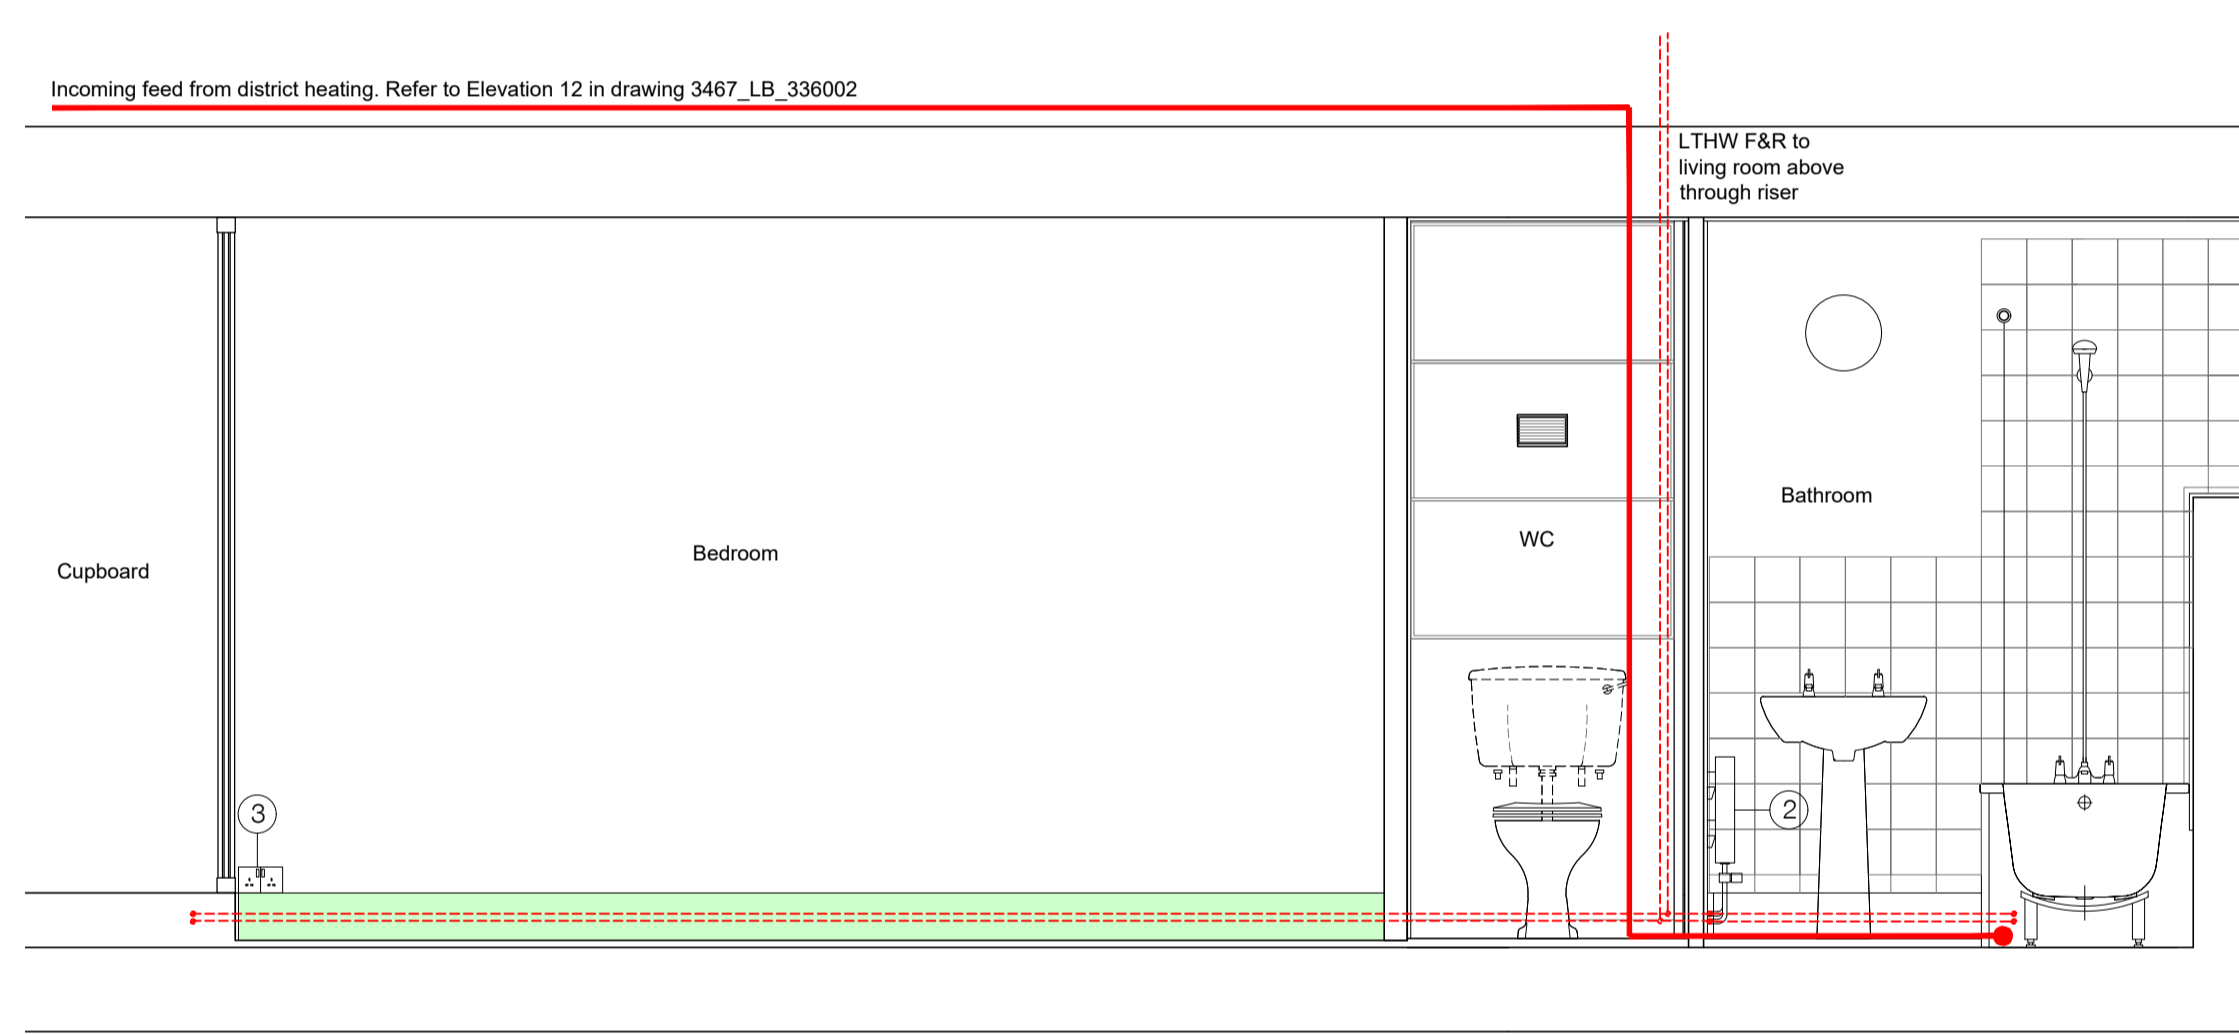 Incoming feed from district heating. Refer to Elevation 12 in drawing 3467_LB_336002
LTHW F&R to
living room above
through riser
Bathroom
WC
Bedroom
Cupboard
3
2